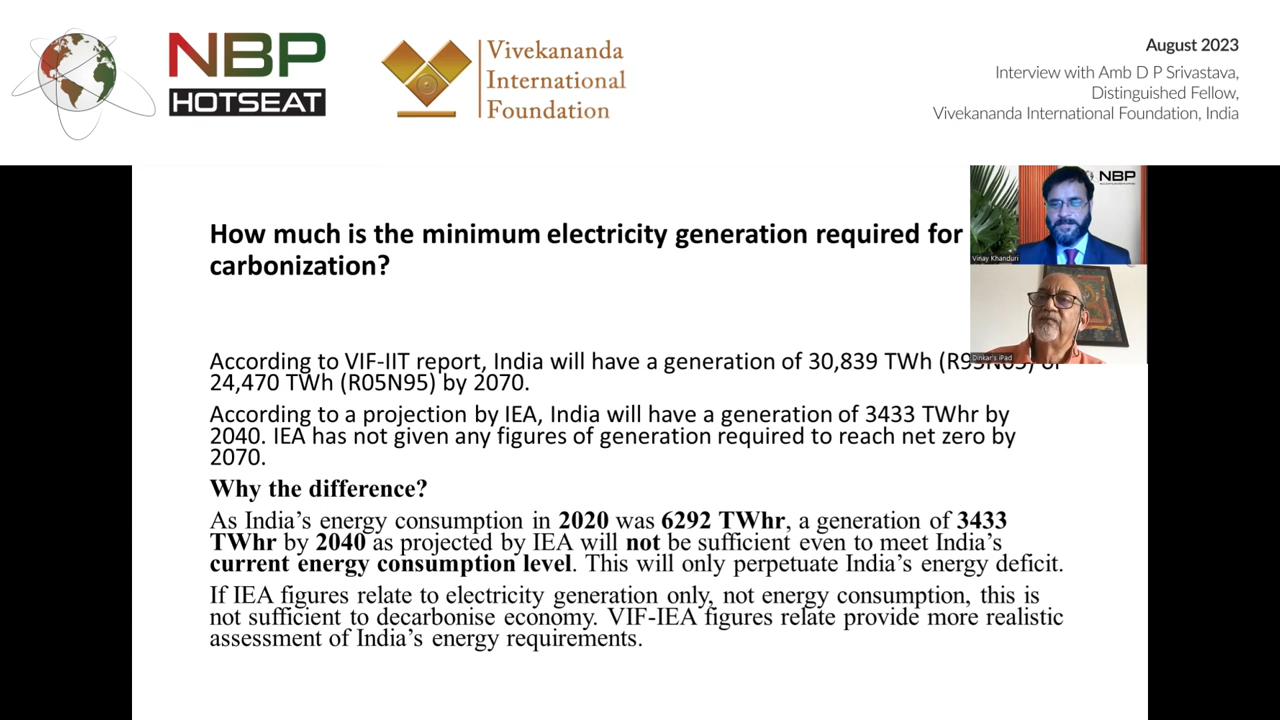 NBP
HOTSEAT
Vivekananda
International
Foundation
August 2023
Interview with Amb D P Srivastava,
Distinguished Fellow,
Vivekananda International Foundation, India
NBP
Vinay Khanduri
Dinkar's iPad
How much is the minimum electricity generation required for
carbonization?
According to VIF-IIT report, India will have a generation of 30,839 TWh
24,470 TWh (R05N95) by 2070.
According to a projection by IEA, India will have a generation of 3433 TWhr by
2040. IEA has not given any figures of generation required to reach net zero by
2070.
Why the difference?
As India's energy consumption in 2020 was 6292 TWhr, a generation of 3433
TWhr by 2040 as projected by IEA will not be sufficient even to meet India's
current energy consumption level. This will only perpetuate India's energy deficit.
If IEA figures relate to electricity generation only, not energy consumption, this is
not sufficient to decarbonise economy. VIF-IEA figures relate provide more realistic
assessment of India's energy requirements.